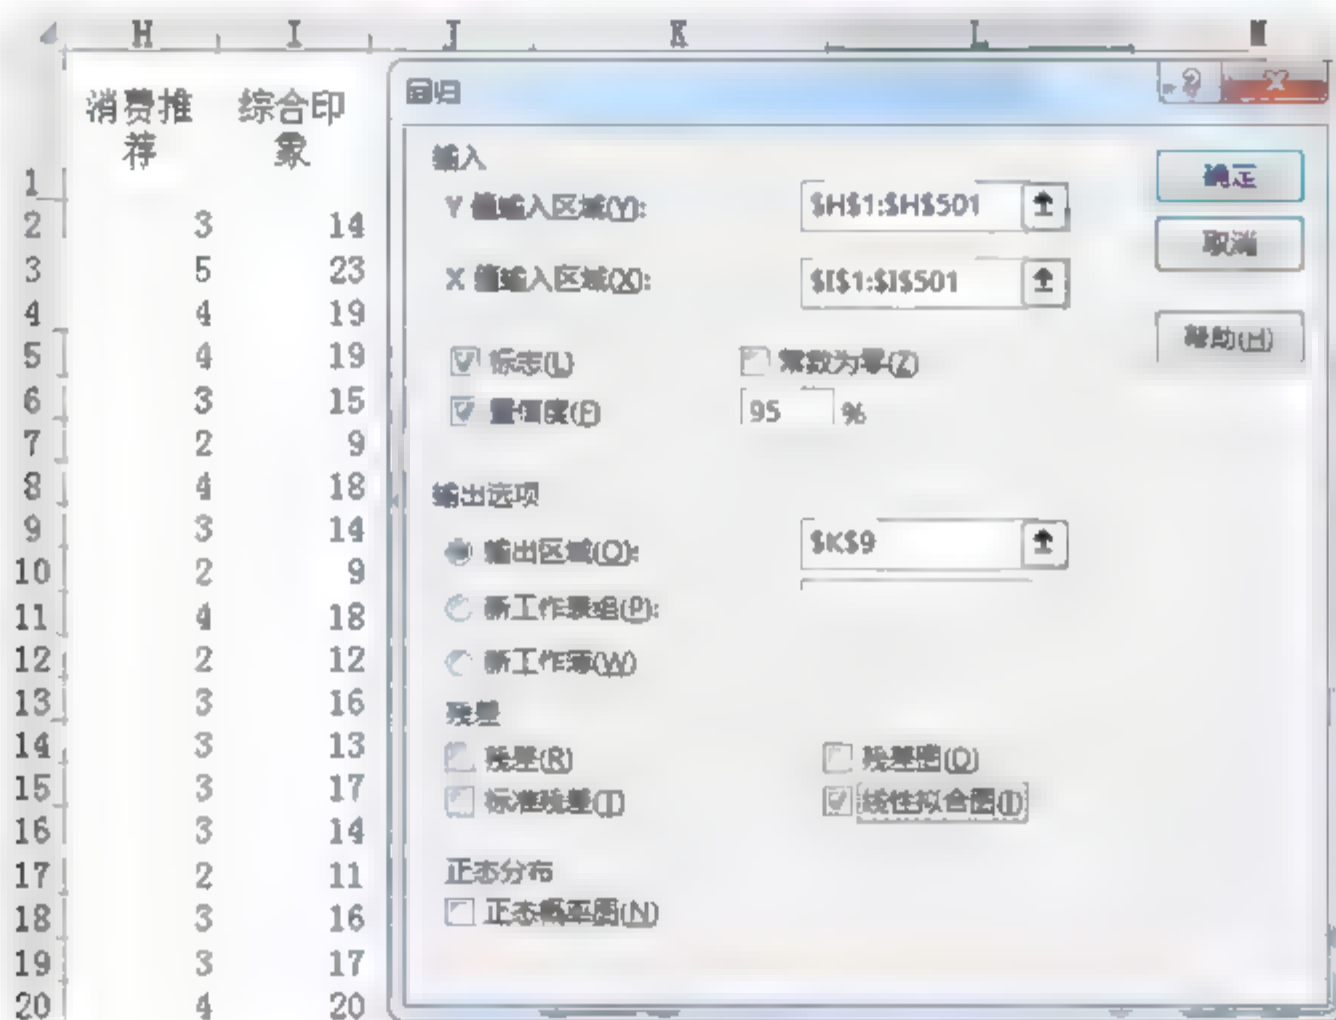 H I J K L M
消费推荐 综合印象
1
2 3 14
3 5 23
4 4 19
5 4 19
6 3 15
7 2 9
8 4 18
9 3 14
10 2 9
11 4 18
12 2 12
13 3 16
14 3 13
15 3 17
16 3 14
17 2 11
18 3 16
19 3 17
20 4 20
回归
输入
Y 值输入区域(Y): $H$1:$H$501
X 值输入区域(X): $I$1:$I$501
标志(L) 常数为零(Z)
置信度(F) 95 %
输出选项
输出区域(O): $K$9
新工作表组(P):
新工作薄(W)
残差
残差(R) 残差图(D)
标准残差(T) 线性拟合图(I)
正态分布
正态概率图(N)
确定
取消
帮助(H)